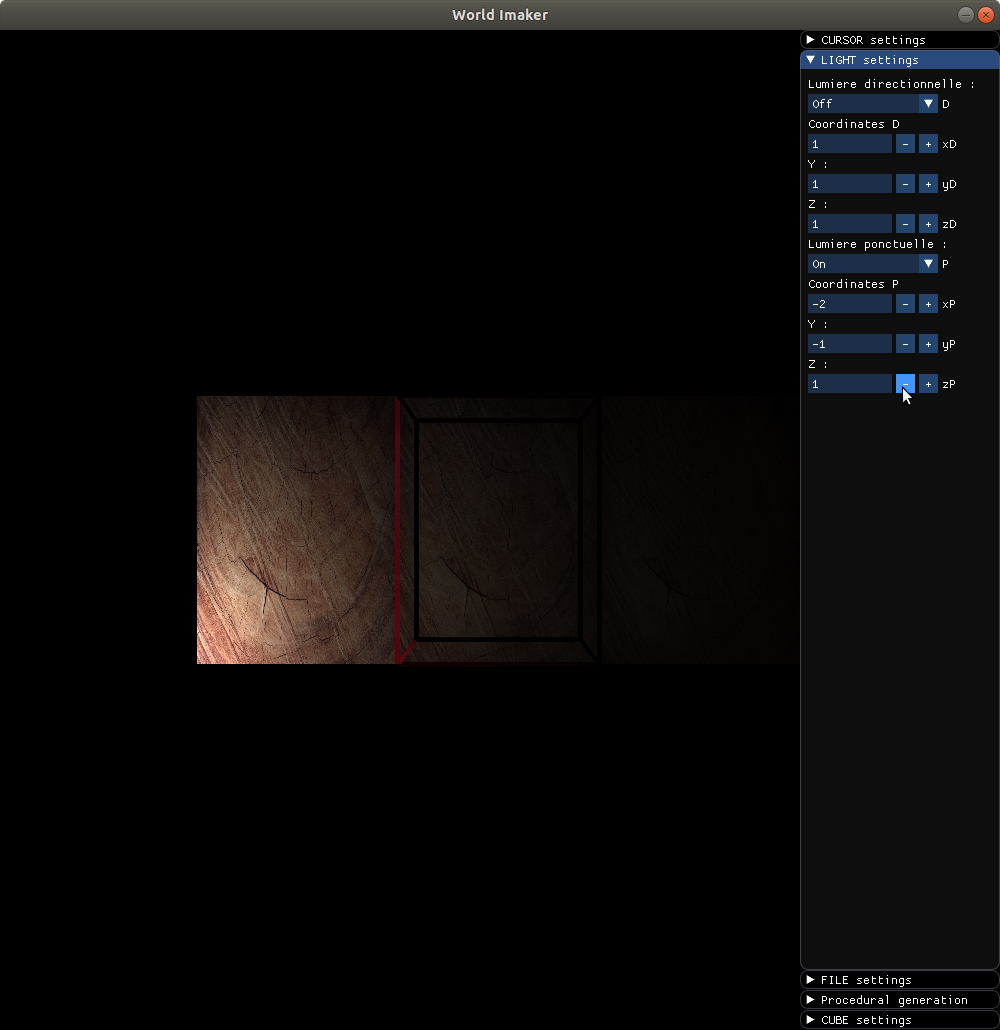 World Imaker
CURSOR settings
LIGHT settings
Lumiere directionnelle :
Off D
Coordinates D
1 - + xD
Y :
1 - + yD
Z :
1 - + zD
Lumiere ponctuelle :
On P
Coordinates P
-2 - + xP
Y :
-1 - + yP
Z :
1 - + zP
FILE settings
Procedural generation
CUBE settings